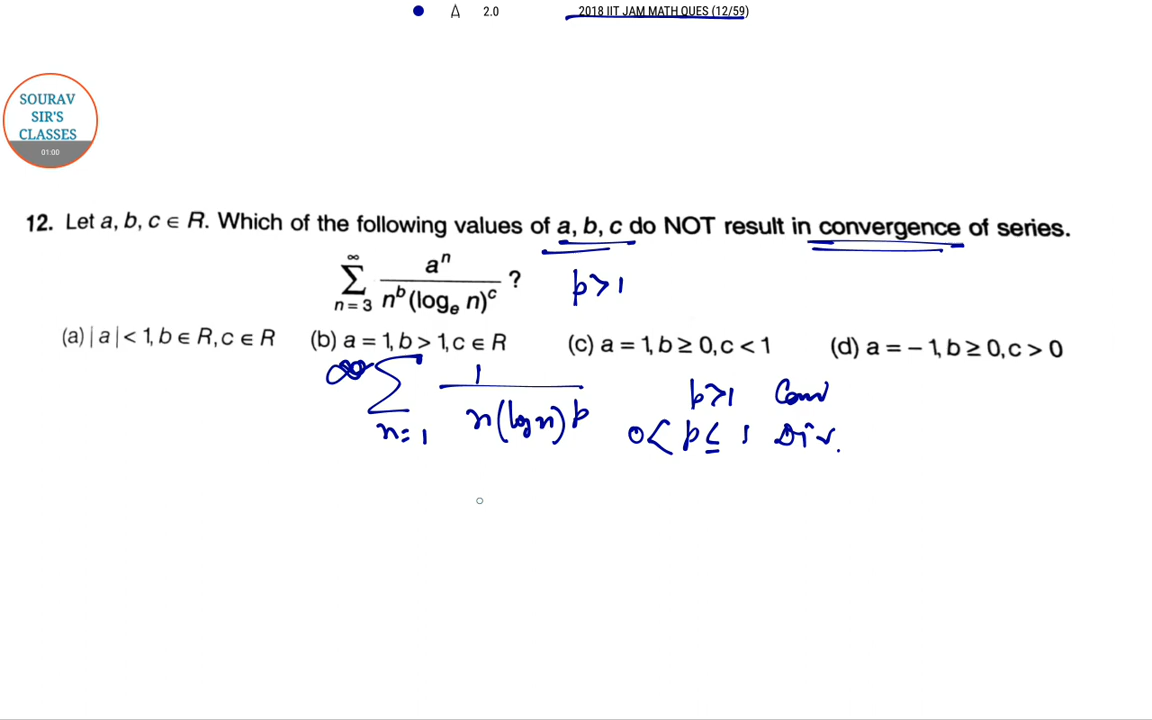 2.0 2018 IIT JAM MATH QUES (12/59)
SOURAV
SIR'S
CLASSES
01:00
12. Let a, b, c ∈ R. Which of the following values of a, b, c do NOT result in convergence of series.
∞ Σ n = 3 aⁿ / nᵇ (logₑ n)ᶜ ? p>1
(a) | a | < 1, b ∈ R, c ∈ R (b) a = 1, b > 1, c ∈ R (c) a = 1, b ≥ 0, c < 1 (d) a = – 1, b ≥ 0, c > 0
∞ Σ n=1 1 / n(log n)p p>1 Conv
0< p ≤ 1 Div.